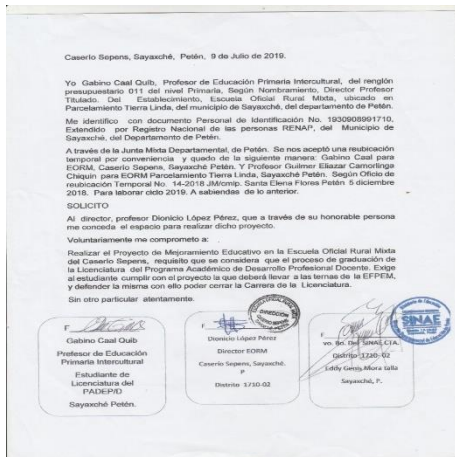 Caserío Sepens, Sayaxché, Petén, 9 de Julio de 2019.
Yo Gabino Caal Quib, Profesor de Educación Primaria Intercultural, del renglón
presupuestario 011 del nivel Primaria, Según Nombramiento, Director Profesor
Titulado. Del Establecimiento, Escuela Oficial Rural Mixta, ubicado en
Parcelamiento Tierra Linda, del municipio de Sayaxché, del departamento de Petén.
Me identifico con documento Personal de Identificación No. 1930908991710,
Extendido por Registro Nacional de las personas RENAP, del Municipio de
Sayaxché, del Departamento de Petén.
A través de la Junta Mixta Departamental, de Petén. Se nos aceptó una reubicación
temporal por conveniencia y quedo de la siguiente manera: Gabino Caal para
EORM, Caserío Sepens, Sayaxché Petén. Y Profesor Guilmer Eliazar Camorlinga
Chiquin para EORM Parcelamiento Tierra Linda, Sayaxché Petén. Según Oficio de
reubicación Temporal No. 14-2018 JM/cmlp. Santa Elena Flores Petén 5 diciembre
2018. Para laborar ciclo 2019. A sabiendas de lo anterior.
SOLICITO
Al director, profesor Dionicio López Pérez, que a través de su honorable persona
me conceda el espacio para realizar dicho proyecto.
Voluntariamente me comprometo a:
Realizar el Proyecto de Mejoramiento Educativo en la Escuela Oficial Rural Mixta
del Caserío Sepens, requisito que se considera que el proceso de graduación de
la Licenciatura del Programa Académico de Desarrollo Profesional Docente. Exige
al estudiante cumplir con el proyecto la que deberá llevar a las temas de la EFPEM,
y defender la misma con ello poder cerrar la Carrera de la Licenciatura.
Sin otro particular atentamente.
F
Gabino Caal Quib
Profesor de Educación
Primaria Intercultural
Estudiante de
Licenciatura del
PADEP/D
Sayaxché Petén.
F
Dionicio López Pérez
Director EORM
Caserío Sepens, Sayaxché.
P
Distrito 1710-02
DIRECCION
F
vo. Bo. Del SINAE CTA.
Distrito 1710-02
Eddy Genis Mora Talla
Sayaxché, P.
SINAE